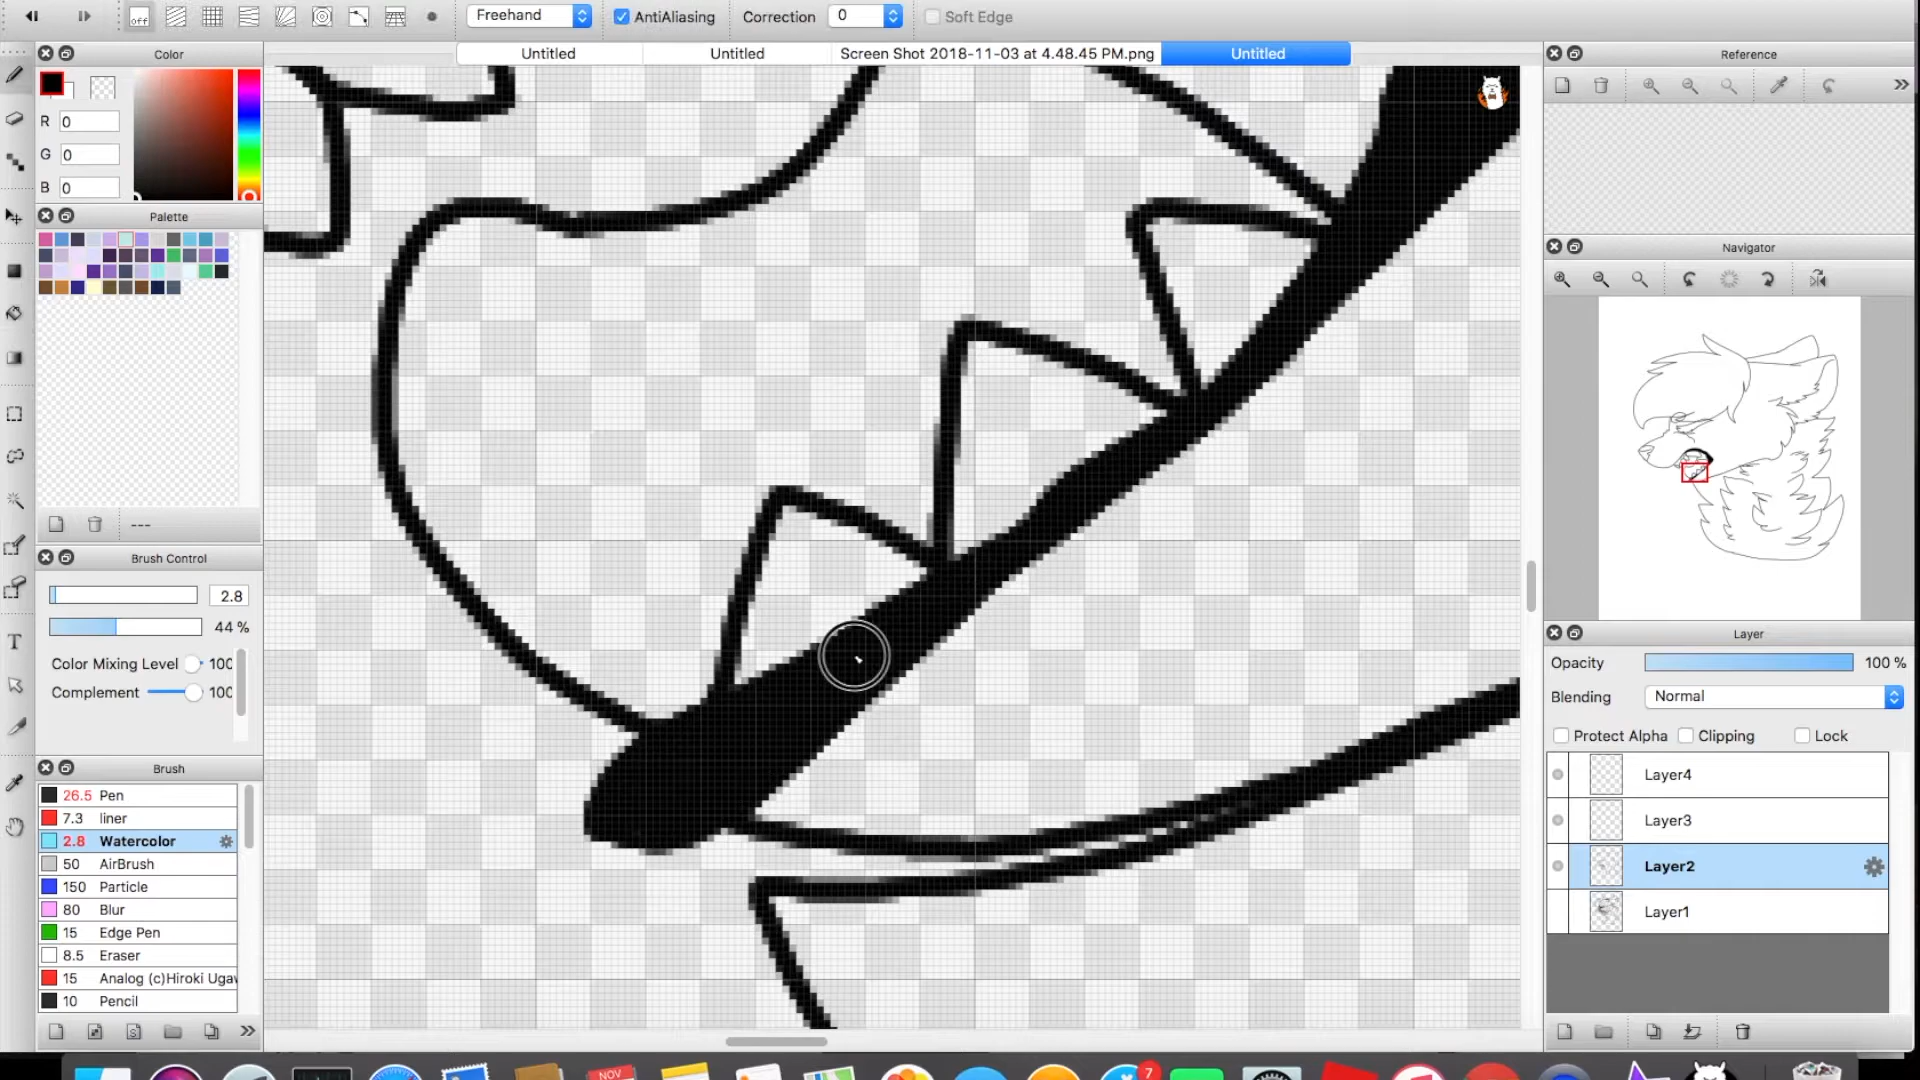 off
Freehand
AntiAliasing
Correction
0
Soft Edge
Color
Untitled
Untitled
Screen Shot 2018-11-03 at 4.48.45 PM.png
Untitled
Reference
R 0
G 0
B 0
Palette
Navigator
---
Brush Control
2.8
44 %
Color Mixing Level 100
Complement 100
Brush
26.5 Pen
7.3 liner
2.8 Watercolor
50 AirBrush
150 Particle
80 Blur
15 Edge Pen
8.5 Eraser
15 Analog (c)Hiroki Ugaw
10 Pencil
T
S
Layer
Opacity 100 %
Blending Normal
Protect Alpha Clipping Lock
Layer4
Layer3
Layer2
Layer1
NOV
7